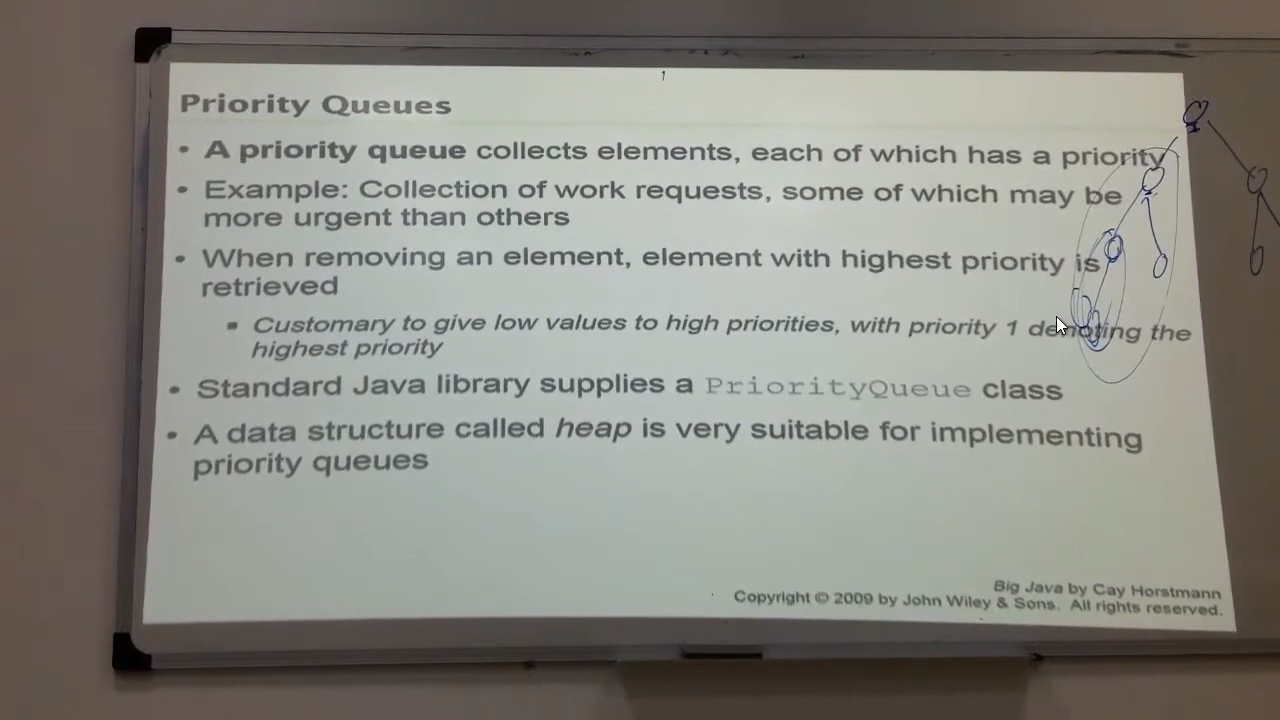 Priority Queues
• A priority queue collects elements, each of which has a priority
• Example: Collection of work requests, some of which may be
more urgent than others
• When removing an element, element with highest priority is
retrieved
▪ Customary to give low values to high priorities, with priority 1 denoting the
highest priority
• Standard Java library supplies a PriorityQueue class
• A data structure called heap is very suitable for implementing
priority queues
Big Java by Cay Horstmann
Copyright © 2009 by John Wiley & Sons. All rights reserved.